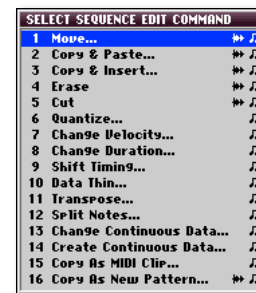 SELECT SEQUENCE EDIT COMMAND
1 Move...
2 Copy & Paste...
3 Copy & Insert...
4 Erase
5 Cut
6 Quantize...
7 Change Velocity...
8 Change Duration...
9 Shift Timing...
10 Data Thin...
11 Transpose...
12 Split Notes...
13 Change Continuous Data...
14 Create Continuous Data...
15 Copy As MIDI Clip...
16 Copy As New Pattern...